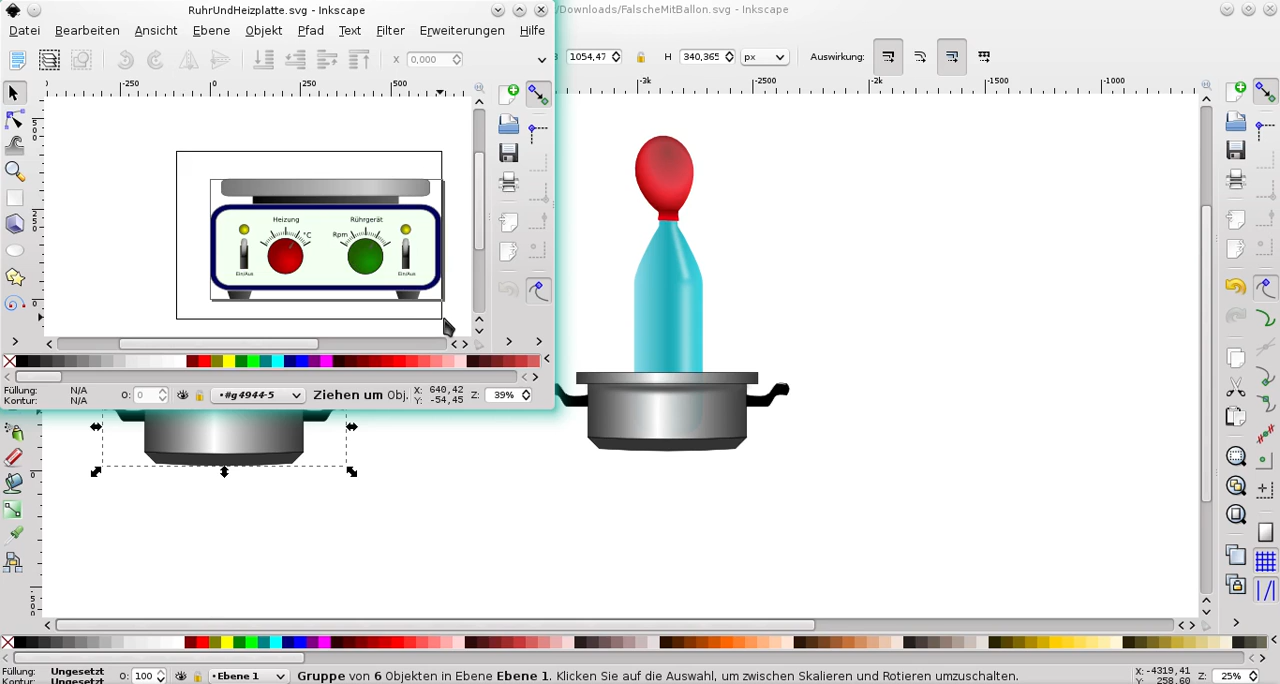 RuhrUndHeizplatte.svg - Inkscape
/Downloads/FalscheMitBallon.svg - Inkscape
Datei Bearbeiten Ansicht Ebene Objekt Pfad Text Filter Erweiterungen Hilfe
X 0,000
1054,47 H 340,365 px Auswirkung:
-250 -250 500
-3k -2500 -2k -1500 -1000
Heizung Rührgerät
°C Rpm
Ein/Aus Ein/Aus
Füllung: N/A
Kontur: N/A
O: 0 •#g4944-5 Ziehen um Obj. X: 640,42 Y: -54,45 Z: 39%
Füllung: Ungesetzt
Kontur: Ungesetzt
O: 100 •Ebene 1 Gruppe von 6 Objekten in Ebene Ebene 1. Klicken Sie auf die Auswahl, um zwischen Skalieren und Rotieren umzuschalten. X:-4319,41 Y: 258,60 Z: 25%